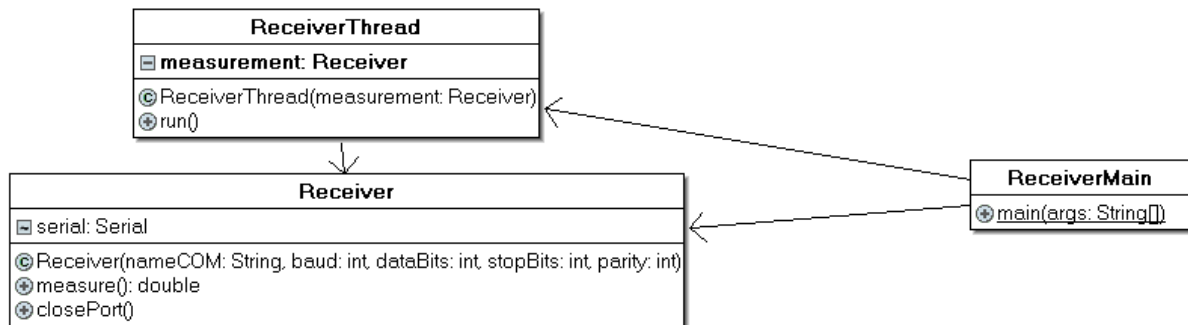 ReceiverThread
measurement: Receiver
ReceiverThread(measurement: Receiver)
run()
Receiver
serial: Serial
Receiver(nameCOM: String, baud: int, dataBits: int, stopBits: int, parity: int)
measure(): double
closePort()
ReceiverMain
main(args: String[])